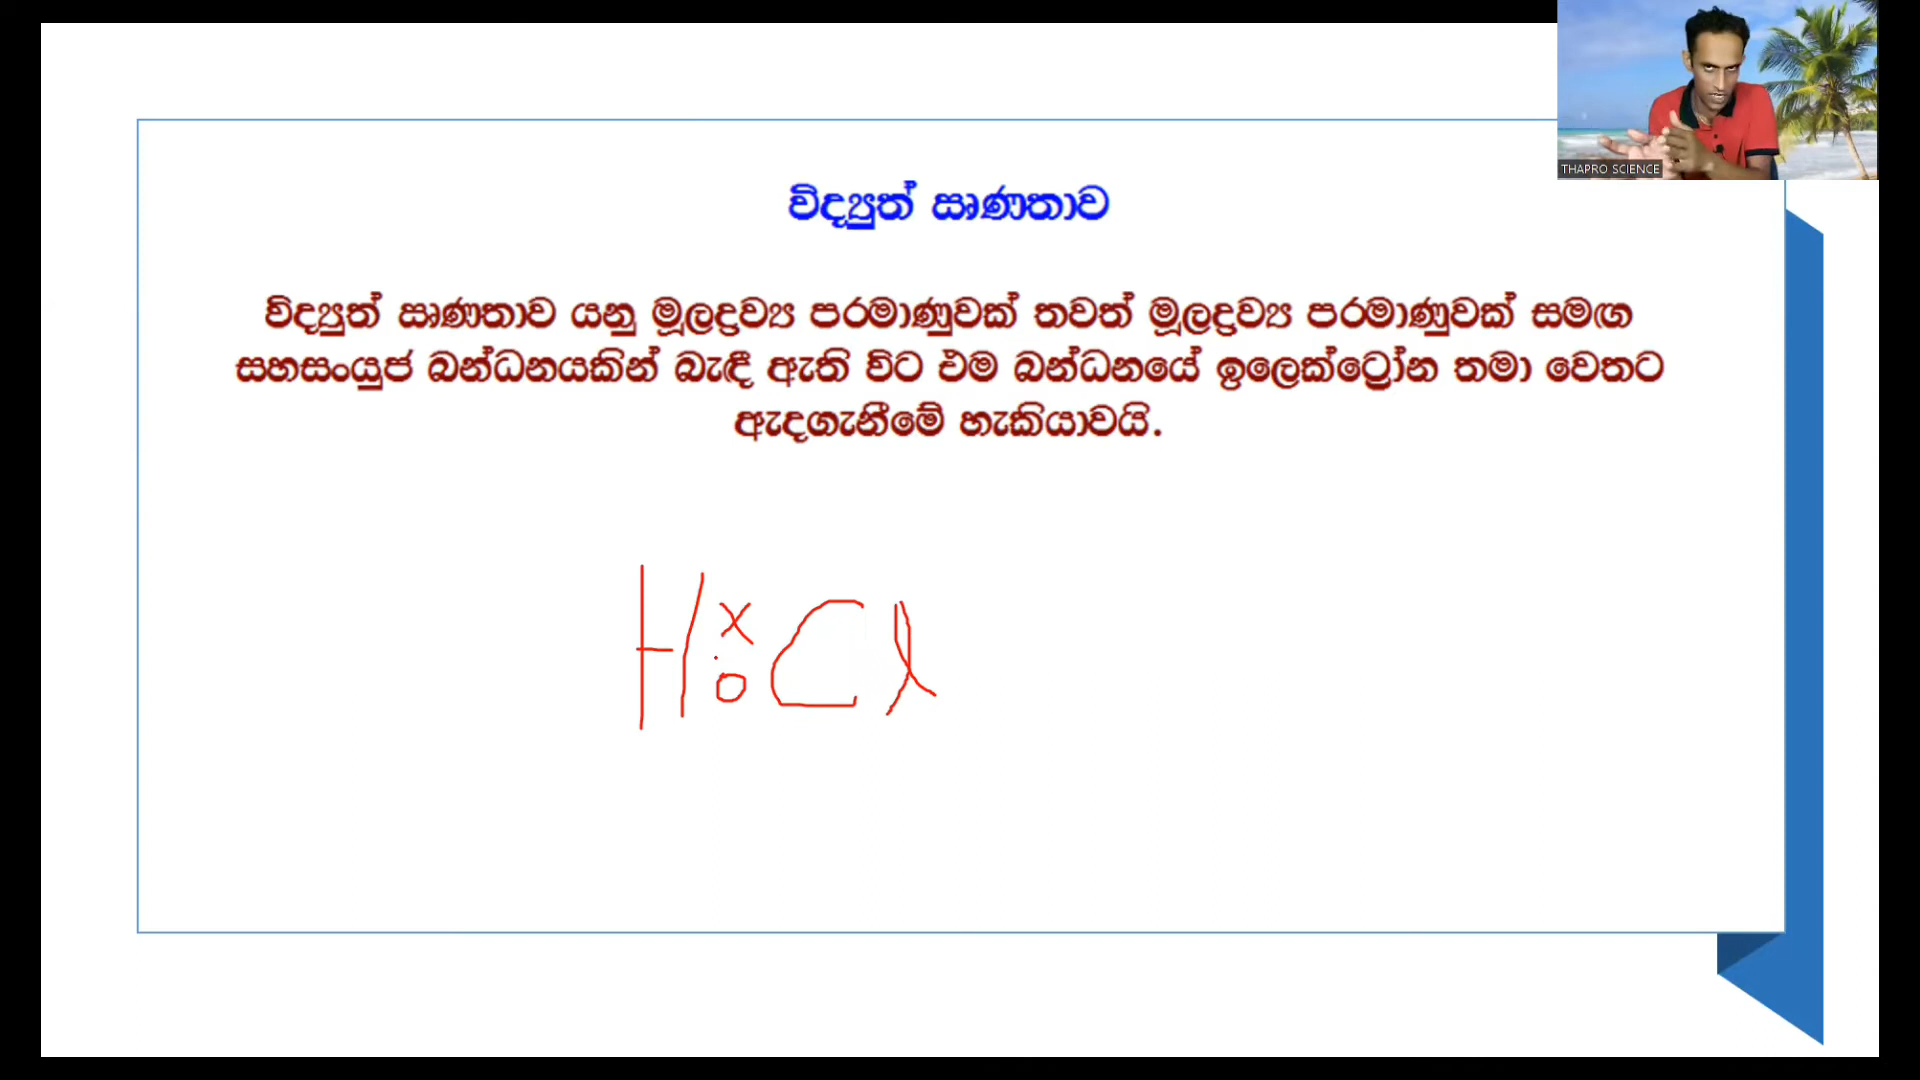 THAPRO SCIENCE
විද්‍යුත් සෘණතාව
විද්‍යුත් සෘණතාව යනු මූලද්‍රව්‍ය පරමාණුවක් තවත් මූලද්‍රව්‍ය පරමාණුවක් සමඟ
සහසංයුජ බන්ධනයකින් බැඳී ඇති විට එම බන්ධනයේ ඉලෙක්ට්‍රෝන තමා වෙතට
ඇදගැනීමේ හැකියාවයි.
H x o Cl